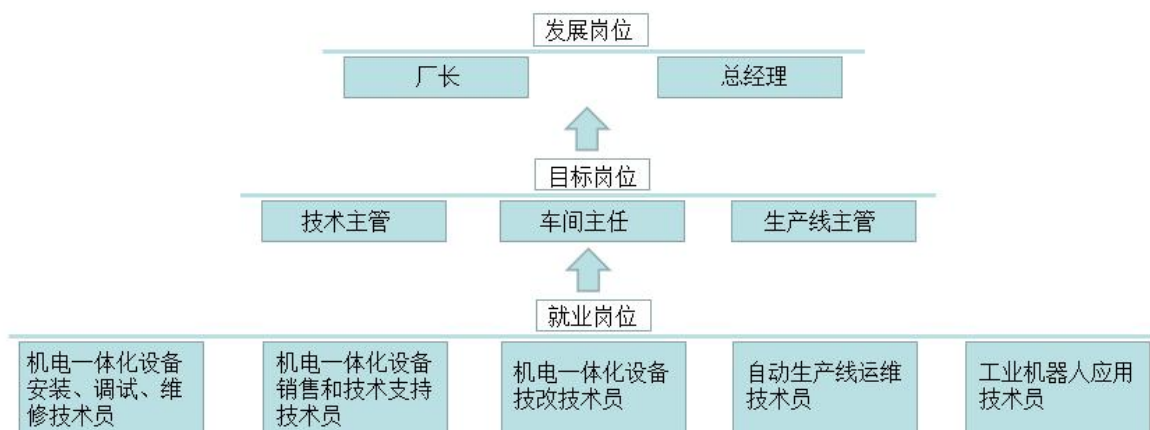 发展岗位
厂长
总经理
目标岗位
技术主管
车间主任
生产线主管
就业岗位
机电一体化设备
安装、调试、维
修技术员
机电一体化设备
销售和技术支持
技术员
机电一体化设备
技改技术员
自动生产线运维
技术员
工业机器人应用
技术员